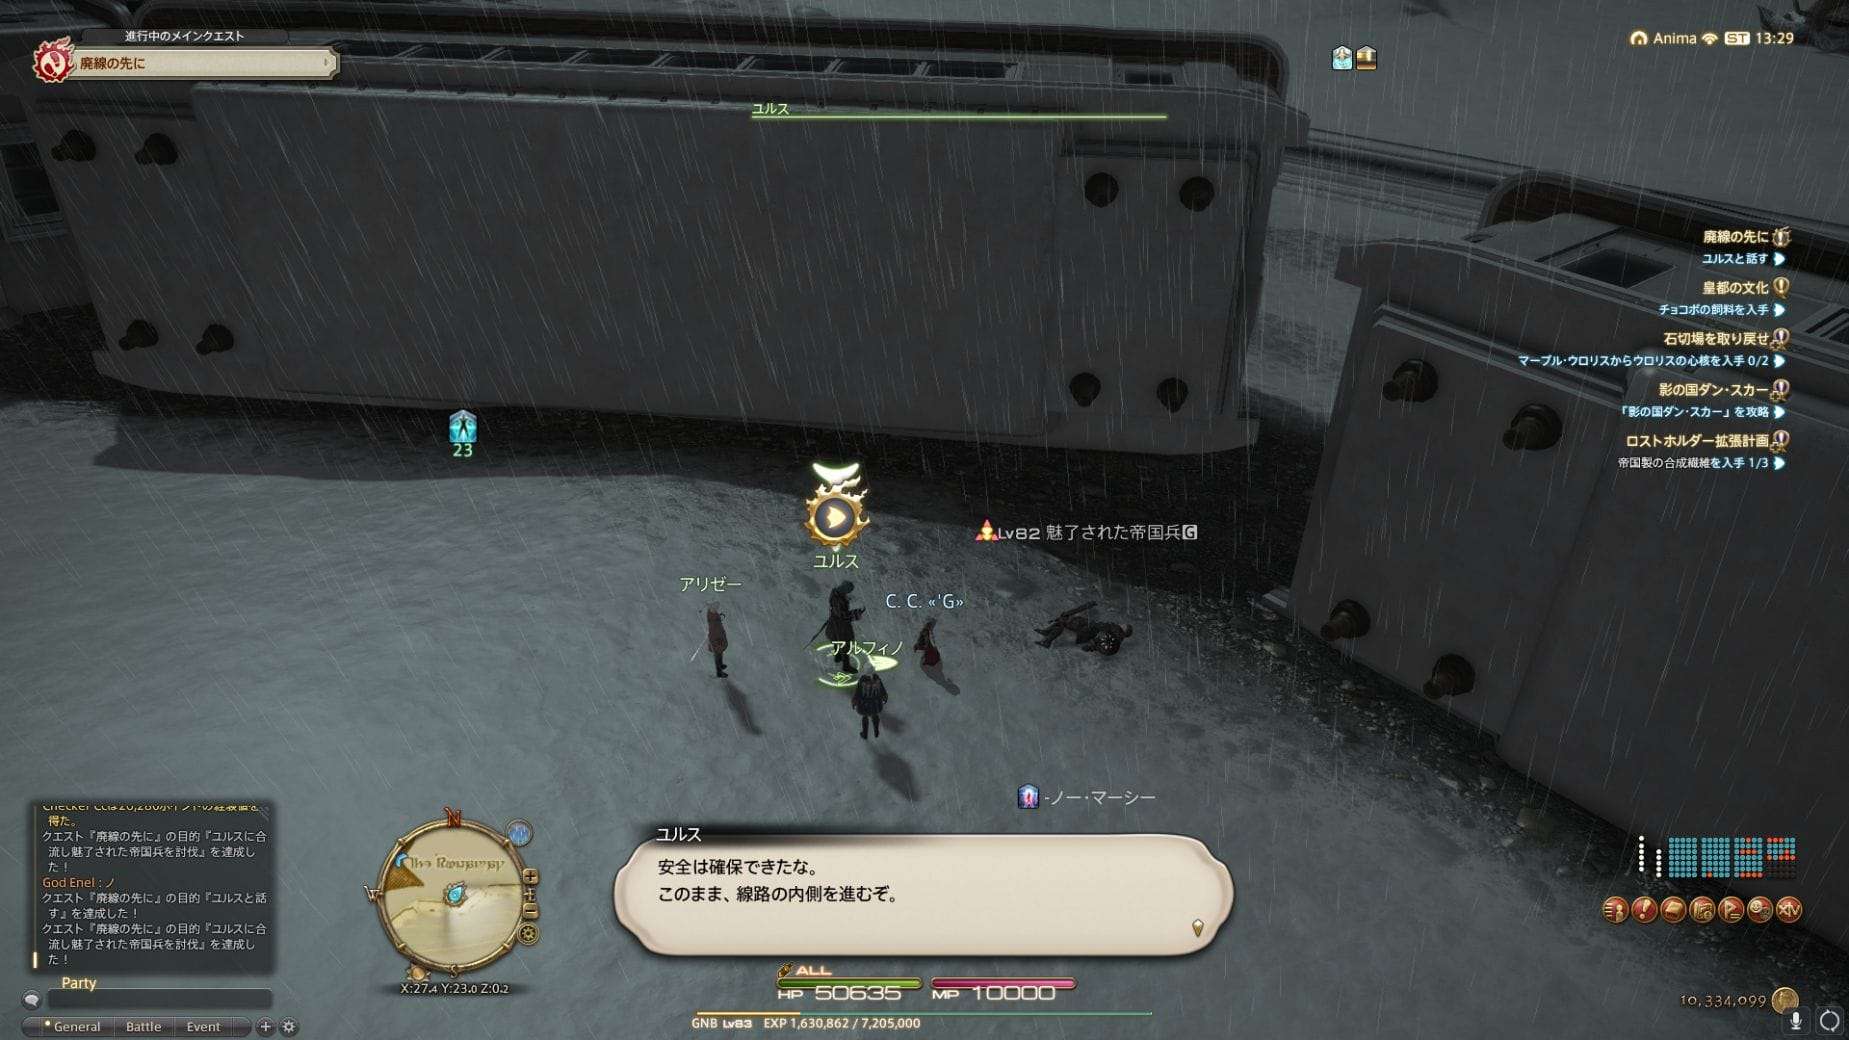 進行中のメインクエスト
廃線の先に
Anima ST 13:29
ユルス
廃線の先に
ユルスと話す
皇都の文化
チョコボの飼料を入手
石切場を取り戻せ
マーブル・ウロリスからウロリスの心核を入手 0/2
影の国ダン・スカー
「影の国ダン・スカー」を攻略
ロストホルダー拡張計画
帝国製の合成繊維を入手 1/3
23
Lv82 魅了された帝国兵G
ユルス
アリゼー
C. C. «'G»
アルフィノ
-ノー・マーシー
得た。
クエスト『廃線の先に』の目的『ユルスに合
流し魅了された帝国兵を討伐』を達成し
た！
God Enel : ノ
クエスト『廃線の先に』の目的『ユルスと話
す』を達成した！
クエスト『廃線の先に』の目的『ユルスに合
流し魅了された帝国兵を討伐』を達成し
た！
Party
General Battle Event
N
W
X:27.4 Y:23.0 Z:0.2
ユルス
安全は確保できたな。
このまま、線路の内側を進むぞ。
ALL
HP 50635 MP 10000
GNB Lv83 EXP 1,630,862 / 7,205,000
XIV
10,334,099